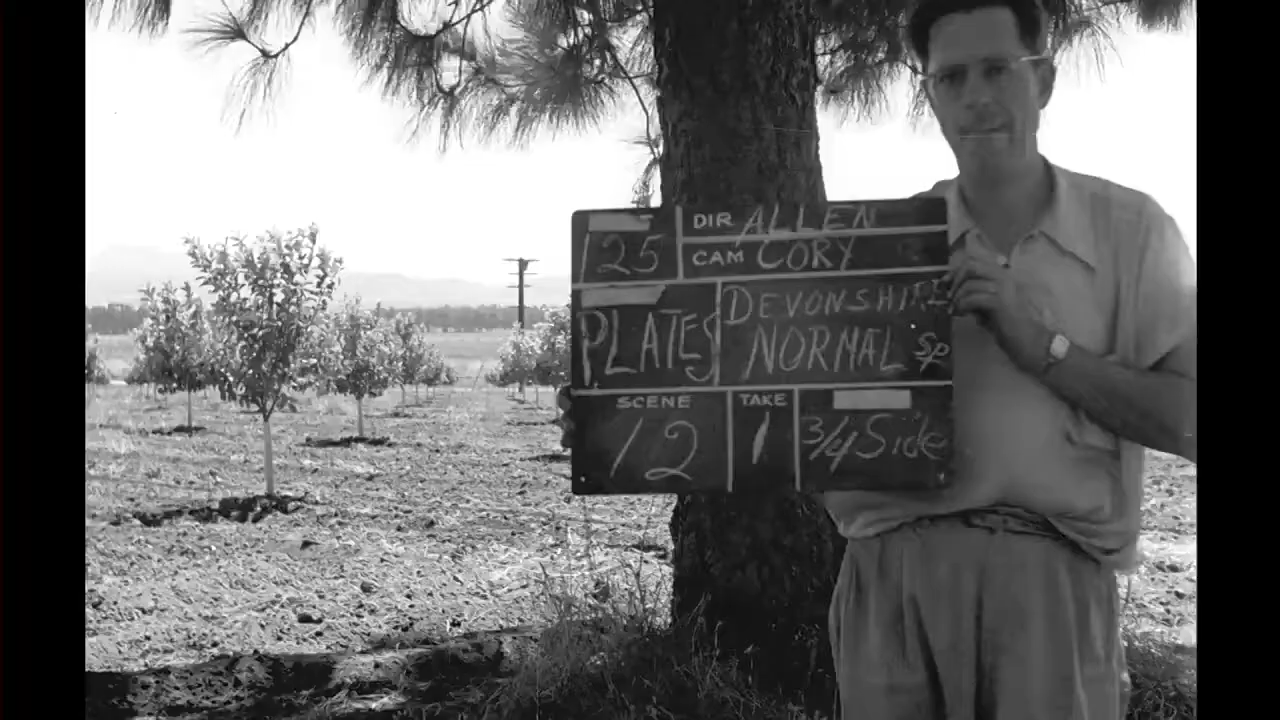 125
DIR ALLEN
CAM CORY
PLATES
DEVONSHIRE
NORMAL Sp
SCENE
12
TAKE
1
3/4 Side